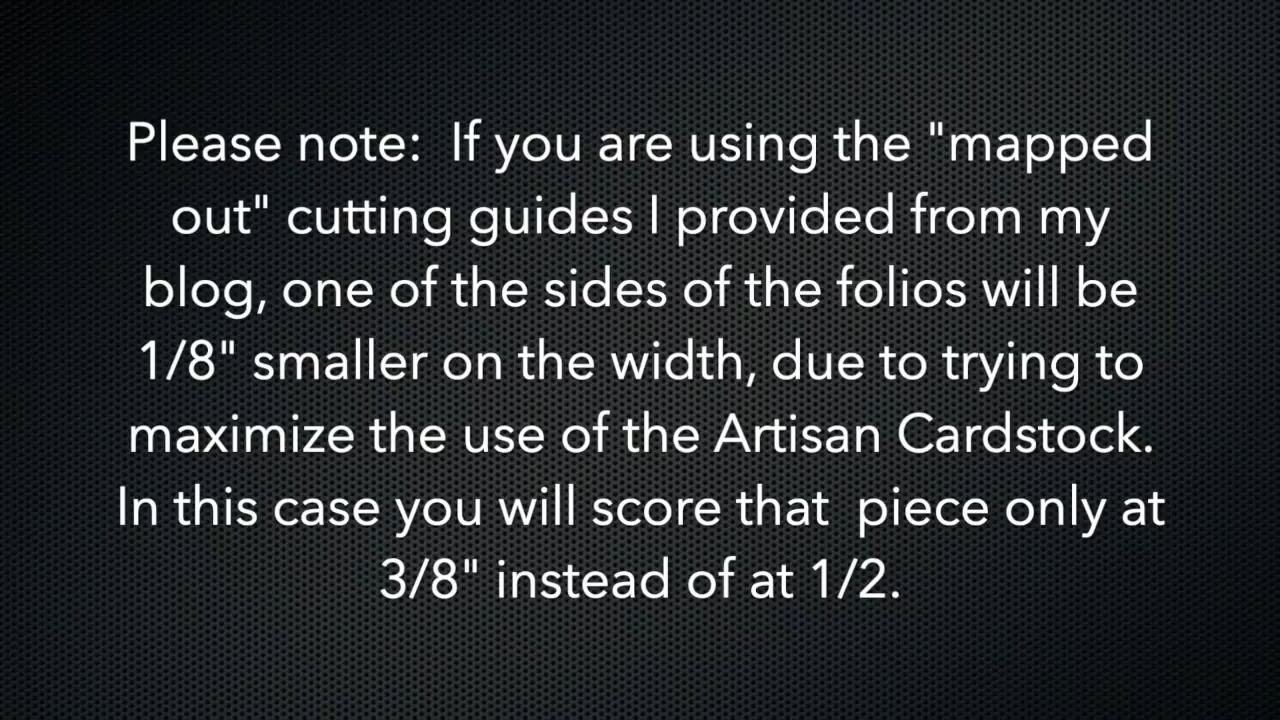 Please note:  If you are using the "mapped
out" cutting guides I provided from my
blog, one of the sides of the folios will be
1/8" smaller on the width, due to trying to
maximize the use of the Artisan Cardstock.
In this case you will score that  piece only at
3/8" instead of at 1/2.